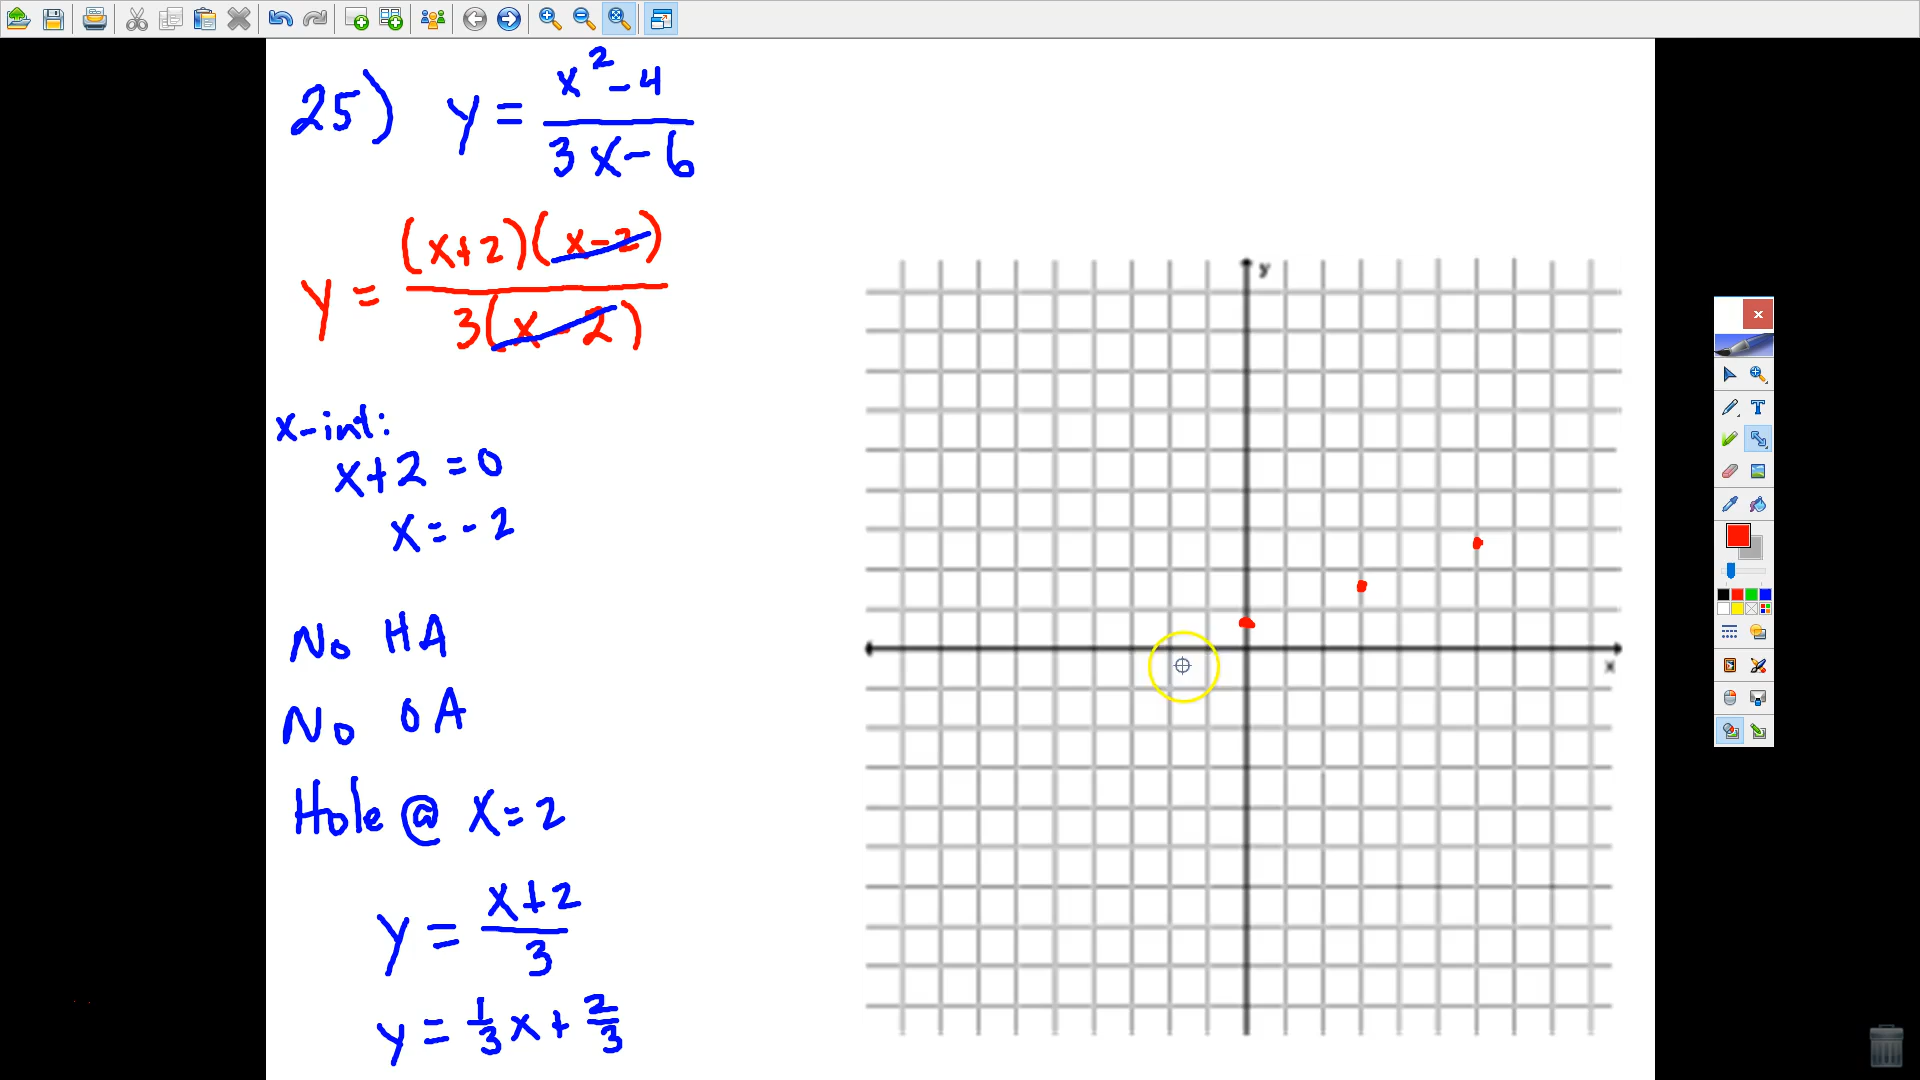 25) y = x² - 4 / 3x - 6
y = (x+2)(x-2) / 3(x-2)
x-int:
x+2 = 0
x = -2
No HA
No OA
Hole @ x = 2
y = x+2 / 3
y = 1/3 x + 2/3
y
x